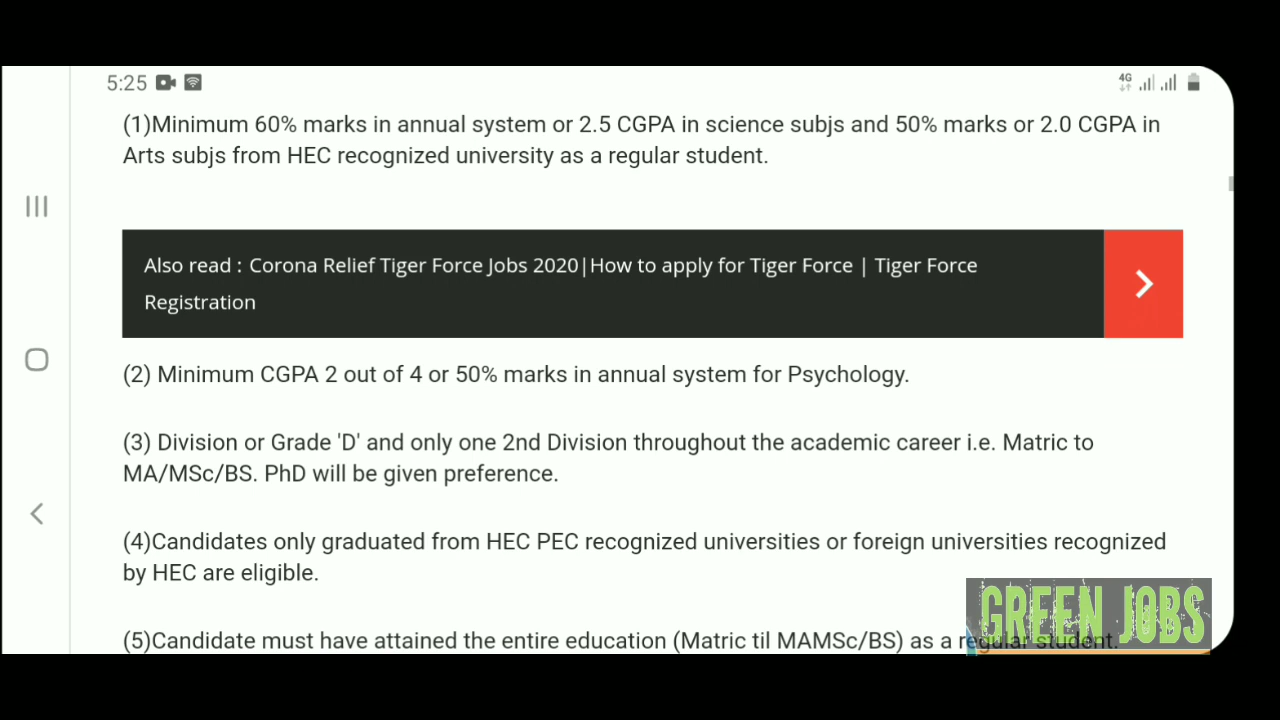 5:25
4G
(1)Minimum 60% marks in annual system or 2.5 CGPA in science subjs and 50% marks or 2.0 CGPA in
Arts subjs from HEC recognized university as a regular student.
Also read : Corona Relief Tiger Force Jobs 2020|How to apply for Tiger Force | Tiger Force
Registration
(2) Minimum CGPA 2 out of 4 or 50% marks in annual system for Psychology.
(3) Division or Grade 'D' and only one 2nd Division throughout the academic career i.e. Matric to
MA/MSc/BS. PhD will be given preference.
(4)Candidates only graduated from HEC PEC recognized universities or foreign universities recognized
by HEC are eligible.
(5)Candidate must have attained the entire education (Matric til MAMSc/BS) as a regular student.
GREEN JOBS